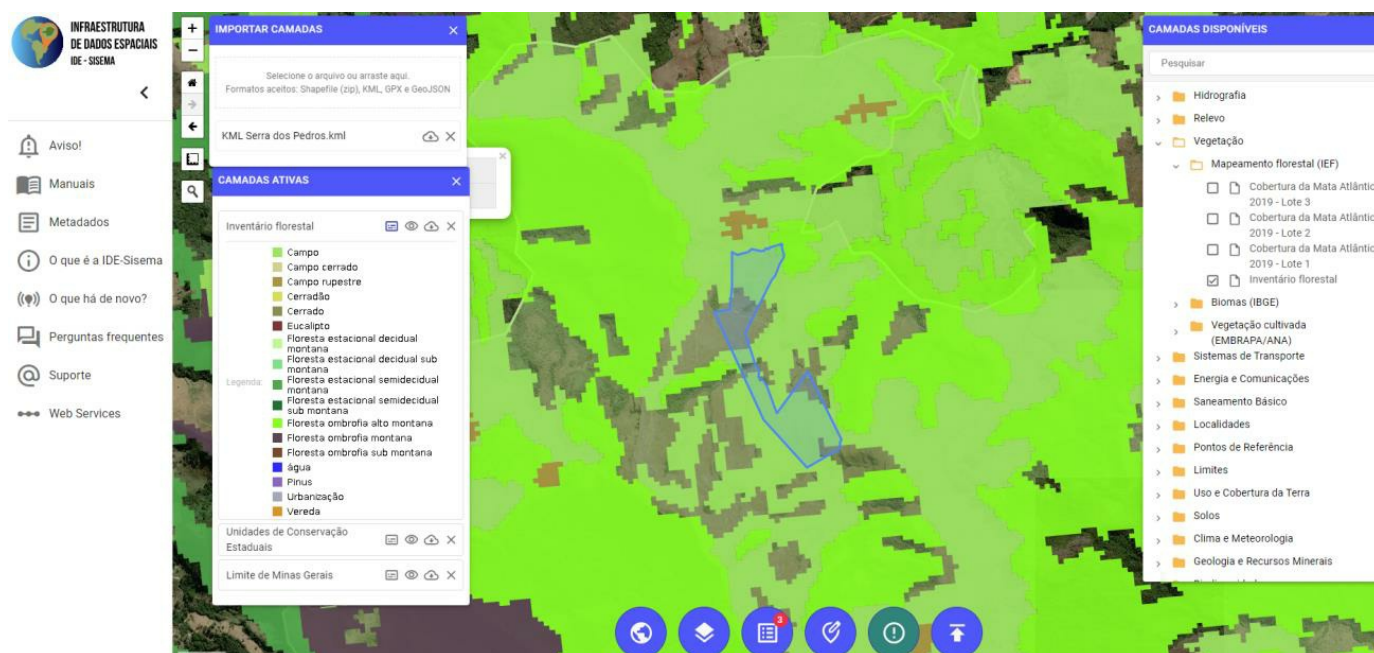 INFRAESTRUTURA
DE DADOS ESPACIAIS
IDE - SISEMA
Aviso!
Manuais
Metadados
O que é a IDE-Sisema
O que há de novo?
Perguntas frequentes
Suporte
Web Services
IMPORTAR CAMADAS
Selecione o arquivo ou arraste aqui.
Formatos aceitos: Shapefile (zip), KML, GPX e GeoJSON
KML Serra dos Pedros.kml
CAMADAS ATIVAS
Inventário florestal
Legenda:
Campo
Campo cerrado
Campo rupestre
Cerradão
Cerrado
Eucalipto
Floresta estacional decidual
montana
Floresta estacional decidual sub
montana
Floresta estacional semidecidual
montana
Floresta estacional semidecidual
sub montana
Floresta ombrofia alto montana
Floresta ombrofia montana
Floresta ombrofia sub montana
água
Pinus
Urbanização
Vereda
Unidades de Conservação
Estaduais
Limite de Minas Gerais
3
CAMADAS DISPONÍVEIS
Pesquisar
Hidrografia
Relevo
Vegetação
Mapeamento florestal (IEF)
Cobertura da Mata Atlântic
2019 - Lote 3
Cobertura da Mata Atlântic
2019 - Lote 2
Cobertura da Mata Atlântic
2019 - Lote 1
Inventário florestal
Biomas (IBGE)
Vegetação cultivada
(EMBRAPA/ANA)
Sistemas de Transporte
Energia e Comunicações
Saneamento Básico
Localidades
Pontos de Referência
Limites
Uso e Cobertura da Terra
Solos
Clima e Meteorologia
Geologia e Recursos Minerais